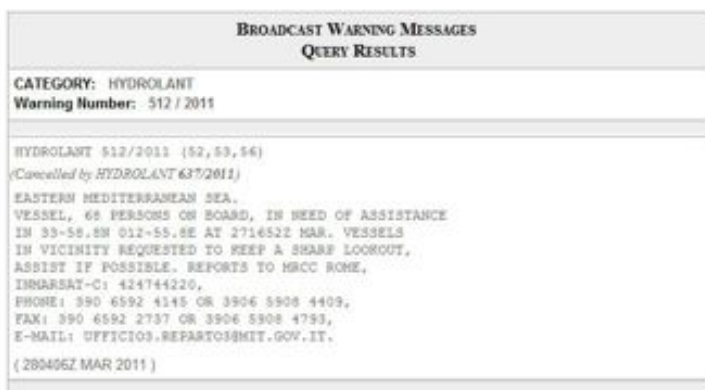 BROADCAST WARNING MESSAGES
QUERY RESULTS
CATEGORY: HYDROLANT
Warning Number: 512 / 2011
HYDROLANT 512/2011 (52,53,56)
(Cancelled by HYDROLANT 637/2011)
EASTERN MEDITERRANEAN SEA.
VESSEL, 68 PERSONS ON BOARD, IN NEED OF ASSISTANCE
IN 33-58.8N 012-55.8E AT 271652Z MAR. VESSELS
IN VICINITY REQUESTED TO KEEP A SHARP LOOKOUT,
ASSIST IF POSSIBLE. REPORTS TO MRCC ROME,
INMARSAT-C: 424744220,
PHONE: 390 6592 4145 OR 3906 5908 4409,
FAX: 390 6592 2737 OR 3906 5908 4793,
E-MAIL: UFFICIO3.REPARTO3@MIT.GOV.IT.
( 280406Z MAR 2011 )